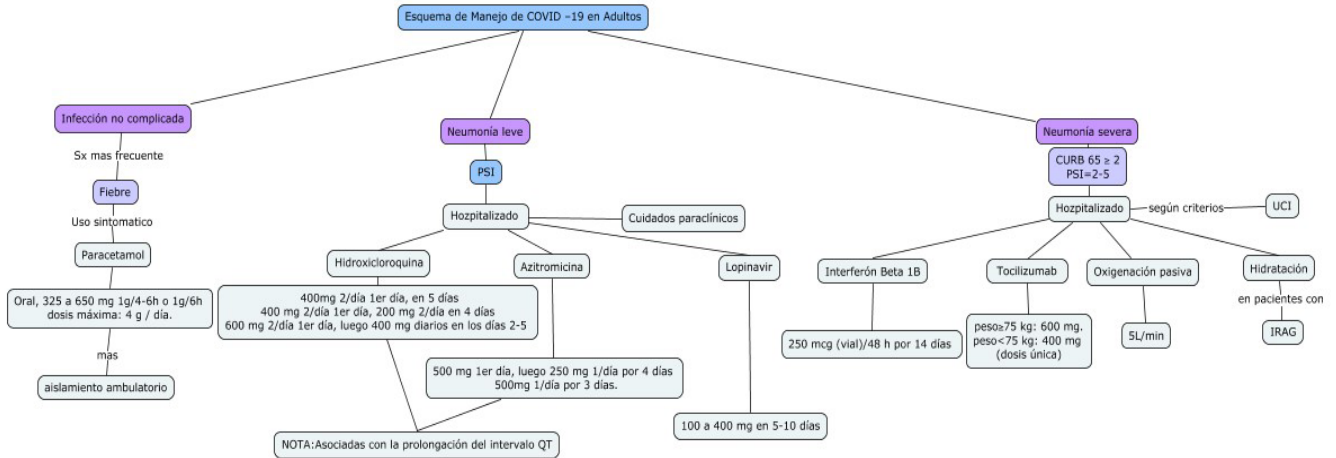 Esquema de Manejo de COVID –19 en Adultos
Infección no complicada
Sx mas frecuente
Fiebre
Uso sintomatico
Paracetamol
Oral, 325 a 650 mg 1g/4-6h o 1g/6h
dosis máxima: 4 g / día.
mas
aislamiento ambulatorio
Neumonía leve
PSI
Hozpitalizado
Cuidados paraclínicos
Hidroxicloroquina
400mg 2/día 1er día, en 5 días
400 mg 2/día 1er día, 200 mg 2/día en 4 días
600 mg 2/día 1er día, luego 400 mg diarios en los días 2-5
Azitromicina
500 mg 1er día, luego 250 mg 1/día por 4 días
500mg 1/día por 3 días.
NOTA:Asociadas con la prolongación del intervalo QT
Lopinavir
100 a 400 mg en 5-10 días
Neumonía severa
CURB 65 ≥ 2
PSI=2-5
Hozpitalizado
según criterios
UCI
Interferón Beta 1B
250 mcg (vial)/48 h por 14 días
Tocilizumab
peso≥75 kg: 600 mg.
peso<75 kg: 400 mg
(dosis única)
Oxigenación pasiva
5L/min
Hidratación
en pacientes con
IRAG